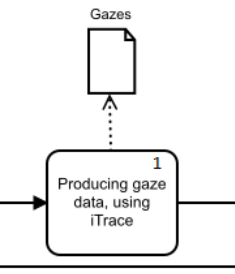 Gazes
1
Producing gaze
data, using
iTrace